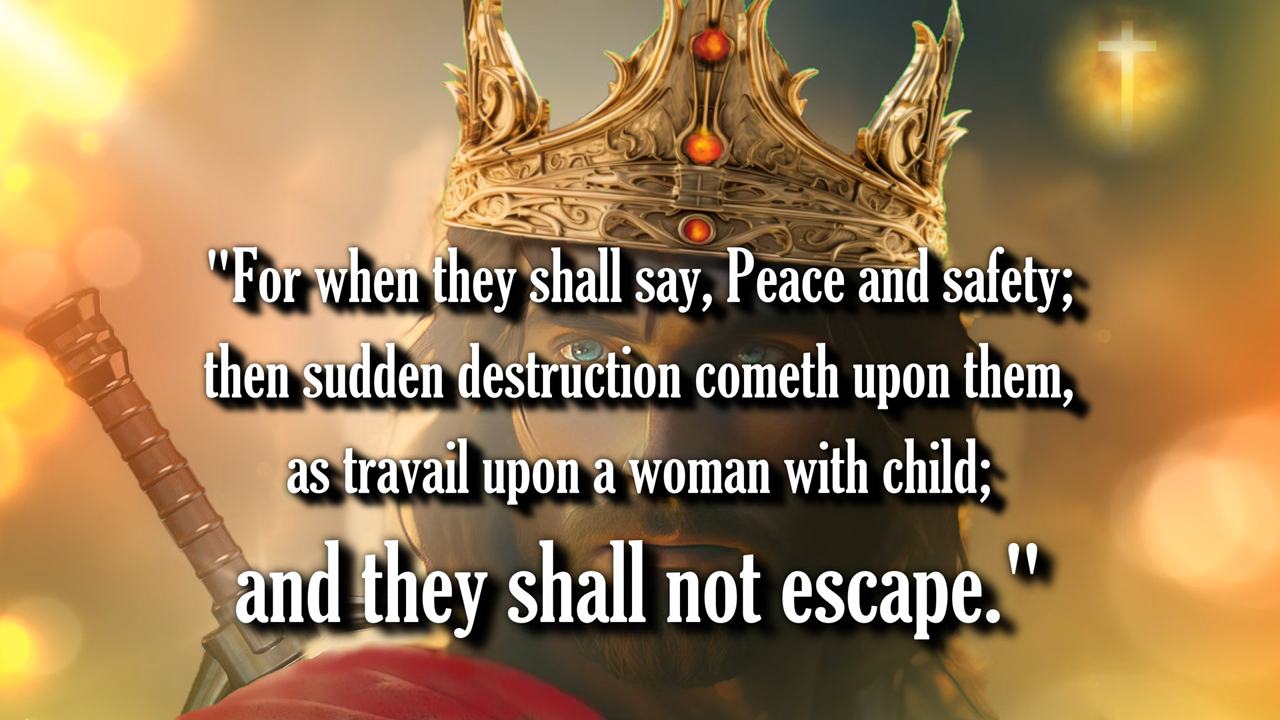 "For when they shall say, Peace and safety;
then sudden destruction cometh upon them,
as travail upon a woman with child;
and they shall not escape."